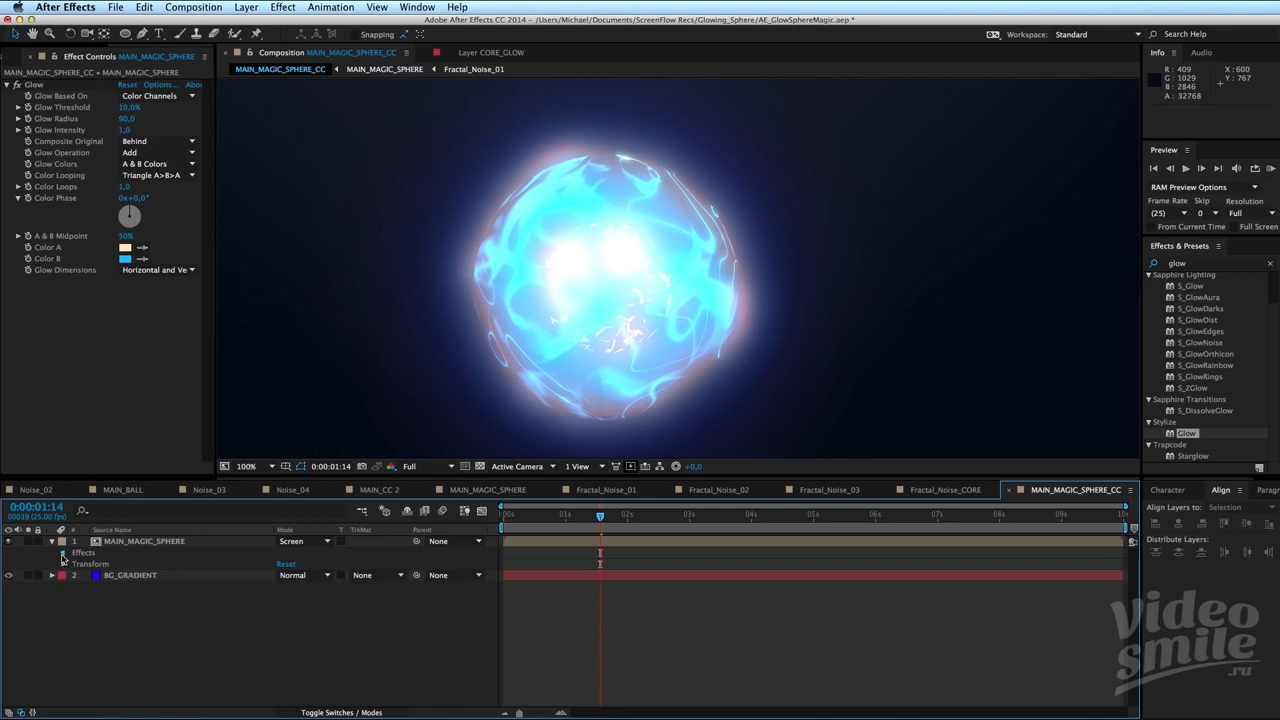 After Effects File Edit Composition Layer Effect Animation View Window Help
Adobe After Effects CC 2014 - /Users/Michael/Documents/ScreenFlow Recs/Glowing_Sphere/AE_GlowSphereMagic.aep *
Snapping Workspace: Standard Search Help
Effect Controls MAIN_MAGIC_SPHERE
MAIN_MAGIC_SPHERE_CC • MAIN_MAGIC_SPHERE
fx Glow Reset Options... Abou
Glow Based On Color Channels
Glow Threshold 10,0%
Glow Radius 90,0
Glow Intensity 1,0
Composite Original Behind
Glow Operation Add
Glow Colors A & B Colors
Color Looping Triangle A>B>A
Color Loops 1,0
Color Phase 0x+0,0°
A & B Midpoint 50%
Color A
Color B
Glow Dimensions Horizontal and Ve
Composition MAIN_MAGIC_SPHERE_CC Layer CORE_GLOW
MAIN_MAGIC_SPHERE_CC MAIN_MAGIC_SPHERE Fractal_Noise_01
100% 0:00:01:14 Full Active Camera 1 View +0,0
Info Audio
R : 409 X : 600
G : 1029 Y : 767
B : 2846
A : 32768
Preview
RAM Preview Options
Frame Rate Skip Resolution
(25) 0 Full
From Current Time Full Screen
Effects & Presets
glow
Sapphire Lighting
S_Glow
S_GlowAura
S_GlowDarks
S_GlowDist
S_GlowEdges
S_GlowNoise
S_GlowOrthicon
S_GlowRainbow
S_GlowRings
S_ZGlow
Sapphire Transitions
S_DissolveGlow
Stylize
Glow
Trapcode
Starglow
Noise_02 MAIN_BALL Noise_03 Noise_04 MAIN_CC 2 MAIN_MAGIC_SPHERE Fractal_Noise_01 Fractal_Noise_02 Fractal_Noise_03 Fractal_Noise_CORE MAIN_MAGIC_SPHERE_CC
0:00:01:14
00039 (25.00 fps)
:00s 01s 02s 03s 04s 05s 06s 07s 08s 09s 10s
# Source Name Mode T TrkMat Parent
1 MAIN_MAGIC_SPHERE Screen None
Effects
Transform Reset
2 BG_GRADIENT Normal None None
Toggle Switches / Modes
Character Align Paragr
Align Layers to: Composition
Distribute Layers:
video
smile
.ru